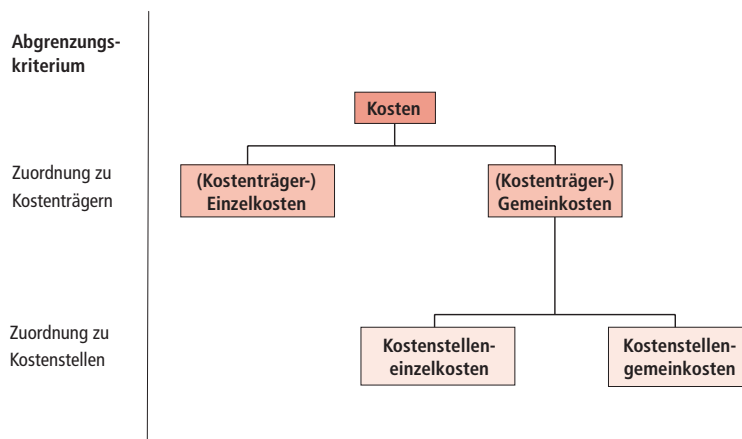 Abgrenzungs-
kriterium
Kosten
Zuordnung zu
Kostenträgern
(Kostenträger-)
Einzelkosten
(Kostenträger-)
Gemeinkosten
Zuordnung zu
Kostenstellen
Kostenstellen-
einzelkosten
Kostenstellen-
gemeinkosten